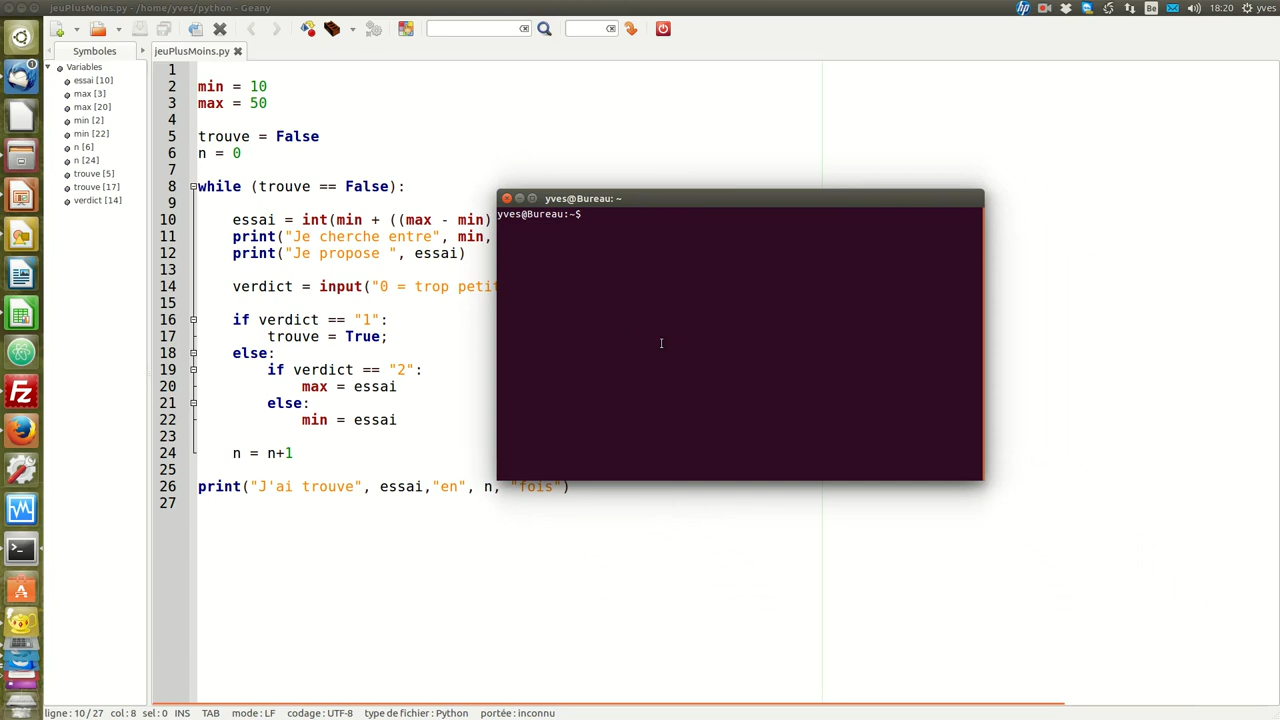 jeuPlusMoins.py - /home/yves/python - Geany
Be
18:20
yves
Symboles
jeuPlusMoins.py
Variables
essai [10]
max [3]
max [20]
min [2]
min [22]
n [6]
n [24]
trouve [5]
trouve [17]
verdict [14]
1
2 min = 10
3 max = 50
4
5 trouve = False
6 n = 0
7
8 while (trouve == False):
9
10 essai = int(min + ((max - min)
11 print("Je cherche entre", min,
12 print("Je propose ", essai)
13
14 verdict = input("0 = trop petit
15
16 if verdict == "1":
17 trouve = True;
18 else:
19 if verdict == "2":
20 max = essai
21 else:
22 min = essai
23
24 n = n+1
25
26 print("J'ai trouve", essai,"en", n, "fois")
27
yves@Bureau: ~
yves@Bureau:~$
ligne : 10 / 27 col : 8 sel : 0 INS TAB mode : LF codage : UTF-8 type de fichier : Python portée : inconnu